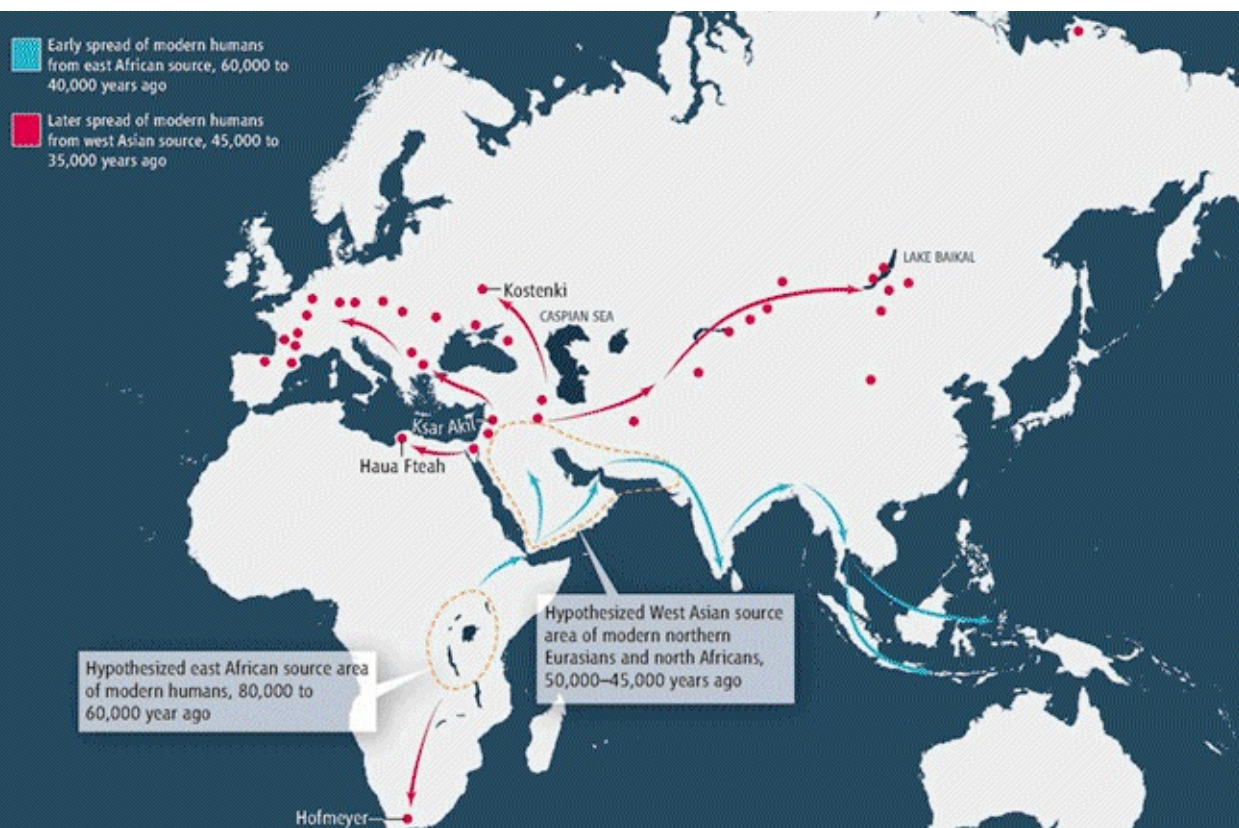 Early spread of modern humans
from east African source, 60,000 to
40,000 years ago
Later spread of modern humans
from west Asian source, 45,000 to
35,000 years ago
LAKE BAIKAL
Kostenki
CASPIAN SEA
Ksar Akil
Haua Fteah
Hypothesized West Asian source
area of modern northern
Eurasians and north Africans,
50,000–45,000 years ago
Hypothesized east African source area
of modern humans, 80,000 to
60,000 year ago
Hofmeyer